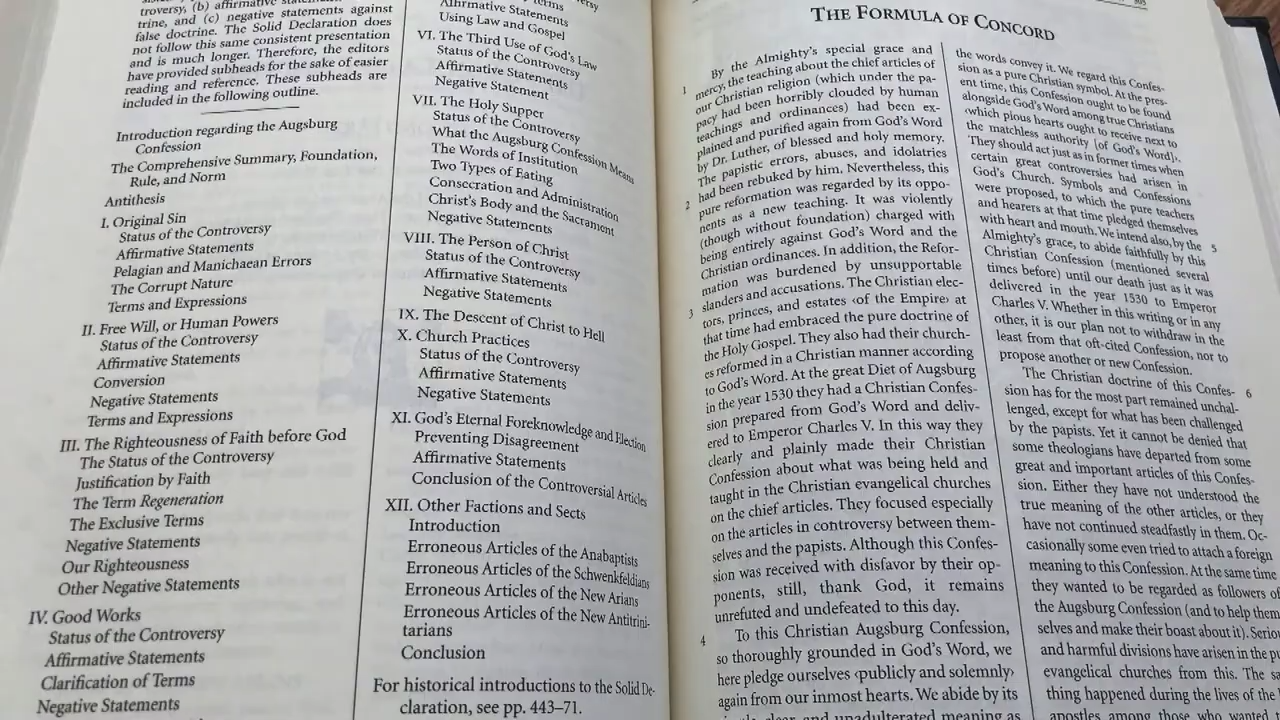 troversy, (b) affirmative
trine, and (c) negative statements against
false doctrine. The Solid Declaration does
not follow this same consistent presentation
and is much longer. Therefore, the editors
have provided subheads for the sake of easier
reading and reference. These subheads are
included in the following outline.
Introduction regarding the Augsburg
Confession
The Comprehensive Summary, Foundation,
Rule, and Norm
Antithesis
I. Original Sin
Status of the Controversy
Affirmative Statements
Pelagian and Manichaean Errors
The Corrupt Nature
Terms and Expressions
II. Free Will, or Human Powers
Status of the Controversy
Affirmative Statements
Conversion
Negative Statements
Terms and Expressions
III. The Righteousness of Faith before God
The Status of the Controversy
Justification by Faith
The Term Regeneration
The Exclusive Terms
Negative Statements
Our Righteousness
Other Negative Statements
IV. Good Works
Status of the Controversy
Affirmative Statements
Clarification of Terms
Negative Statements
Affirmative Statements
Using Law and Gospel
VI. The Third Use of God's Law
Status of the Controversy
Affirmative Statements
Negative Statement
VII. The Holy Supper
Status of the Controversy
What the Augsburg Confession Means
The Words of Institution
Two Types of Eating
Consecration and Administration
Christ's Body and the Sacrament
Negative Statements
VIII. The Person of Christ
Status of the Controversy
Affirmative Statements
Negative Statements
IX. The Descent of Christ to Hell
X. Church Practices
Status of the Controversy
Affirmative Statements
Negative Statements
XI. God's Eternal Foreknowledge and Election
Preventing Disagreement
Affirmative Statements
Conclusion of the Controversial Articles
XII. Other Factions and Sects
Introduction
Erroneous Articles of the Anabaptists
Erroneous Articles of the Schwenkfeldians
Erroneous Articles of the New Arians
Erroneous Articles of the New Antitrini-
tarians
Conclusion
For historical introductions to the Solid De-
claration, see pp. 443–71.
505
THE FORMULA OF CONCORD
By the Almighty's special grace and
1 mercy, the teaching about the chief articles of
our Christian religion (which under the pa-
pacy had been horribly clouded by human
teachings and ordinances) had been ex-
plained and purified again from God's Word
by Dr. Luther, of blessed and holy memory.
The papistic errors, abuses, and idolatries
had been rebuked by him. Nevertheless, this
2 pure reformation was regarded by its oppo-
nents as a new teaching. It was violently
(though without foundation) charged with
being entirely against God's Word and the
Christian ordinances. In addition, the Refor-
mation was burdened by unsupportable
slanders and accusations. The Christian elec-
3 tors, princes, and estates ‹of the Empire› at
that time had embraced the pure doctrine of
the Holy Gospel. They also had their church-
es reformed in a Christian manner according
to God's Word. At the great Diet of Augsburg
in the year 1530 they had a Christian Confes-
sion prepared from God's Word and deliv-
ered to Emperor Charles V. In this way they
clearly and plainly made their Christian
Confession about what was being held and
taught in the Christian evangelical churches
on the chief articles. They focused especially
on the articles in controversy between them-
selves and the papists. Although this Confes-
sion was received with disfavor by their op-
ponents, still, thank God, it remains
unrefuted and undefeated to this day.
4 To this Christian Augsburg Confession,
so thoroughly grounded in God's Word, we
here pledge ourselves ‹publicly and solemnly›
again from our inmost hearts. We abide by its
clear and unadulterated meaning as
the words convey it. We regard this Confes-
sion as a pure Christian symbol. At the pres-
ent time, this Confession ought to be found
alongside God's Word among true Christians
‹which pious hearts ought to receive next to
the matchless authority [of God's Word]›.
They should act just as in former times when
certain great controversies had arisen in
God's Church. Symbols and Confessions
were proposed, to which the pure teachers
and hearers at that time pledged themselves
with heart and mouth. We intend also, by the 5
Almighty's grace, to abide faithfully by this
Christian Confession (mentioned several
times before) until our death just as it was
delivered in the year 1530 to Emperor
Charles V. Whether in this writing or in any
other, it is our plan not to withdraw in the
least from that oft-cited Confession, nor to
propose another or new Confession.
The Christian doctrine of this Confes- 6
sion has for the most part remained unchal-
lenged, except for what has been challenged
by the papists. Yet it cannot be denied that
some theologians have departed from some
great and important articles of this Confes-
sion. Either they have not understood the
true meaning of the other articles, or they
have not continued steadfastly in them. Oc-
casionally some even tried to attach a foreign
meaning to this Confession. At the same time
they wanted to be regarded as followers of
the Augsburg Confession (and to help them
selves and make their boast about it). Serio
and harmful divisions have arisen in the pu
evangelical churches from this. The sa
thing happened during the lives of the
apostles among those who wanted